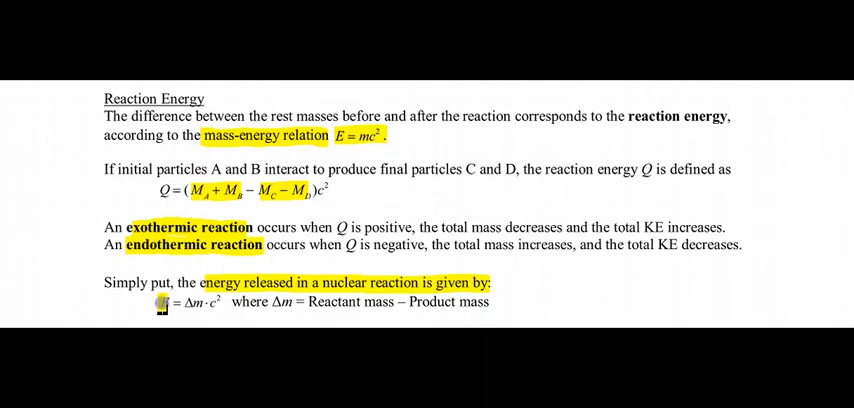 Reaction Energy
The difference between the rest masses before and after the reaction corresponds to the reaction energy,
according to the mass-energy relation E = mc².
If initial particles A and B interact to produce final particles C and D, the reaction energy Q is defined as
Q = (M_A + M_B − M_C − M_D)c²
An exothermic reaction occurs when Q is positive, the total mass decreases and the total KE increases.
An endothermic reaction occurs when Q is negative, the total mass increases, and the total KE decreases.
Simply put, the energy released in a nuclear reaction is given by:
= Δm·c² where Δm = Reactant mass – Product mass